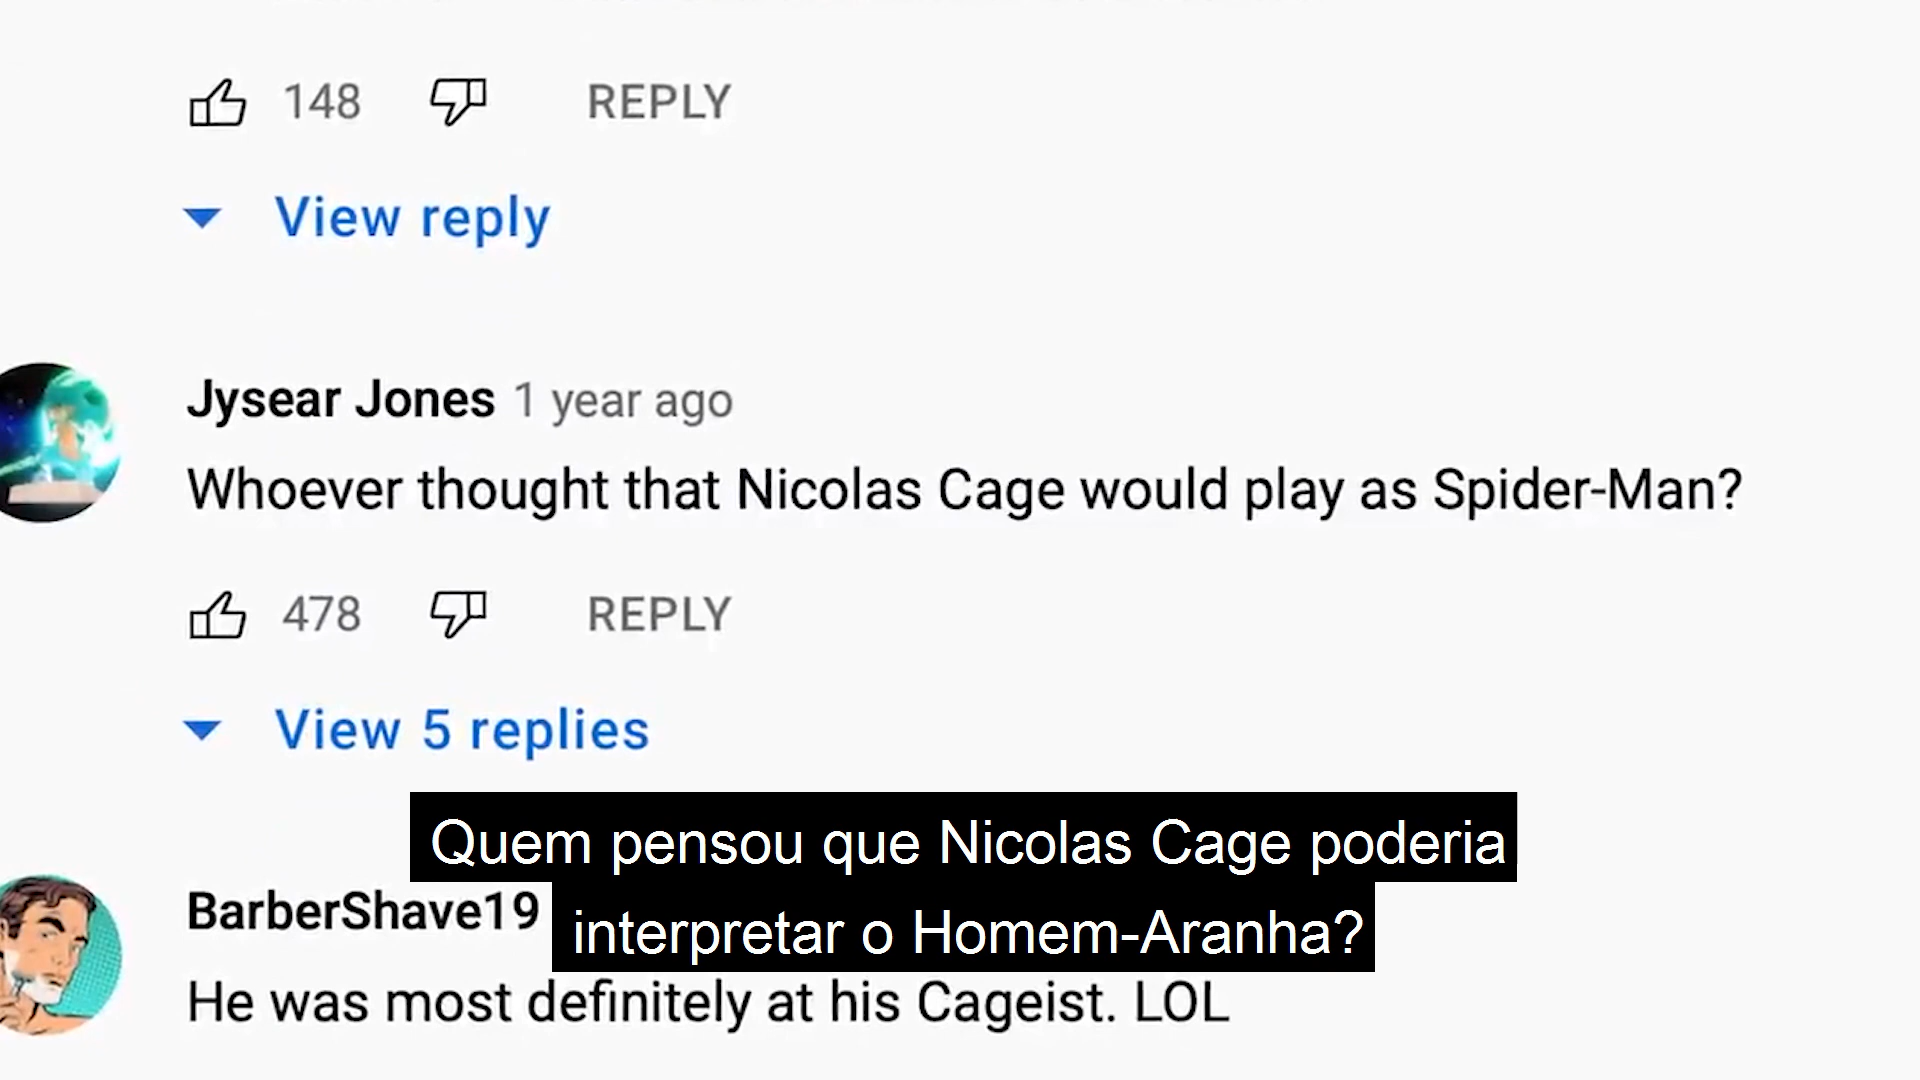 148 REPLY
View reply
Jysear Jones 1 year ago
Whoever thought that Nicolas Cage would play as Spider-Man?
478 REPLY
View 5 replies
Quem pensou que Nicolas Cage poderia
interpretar o Homem-Aranha?
BarberShave19
He was most definitely at his Cageist. LOL